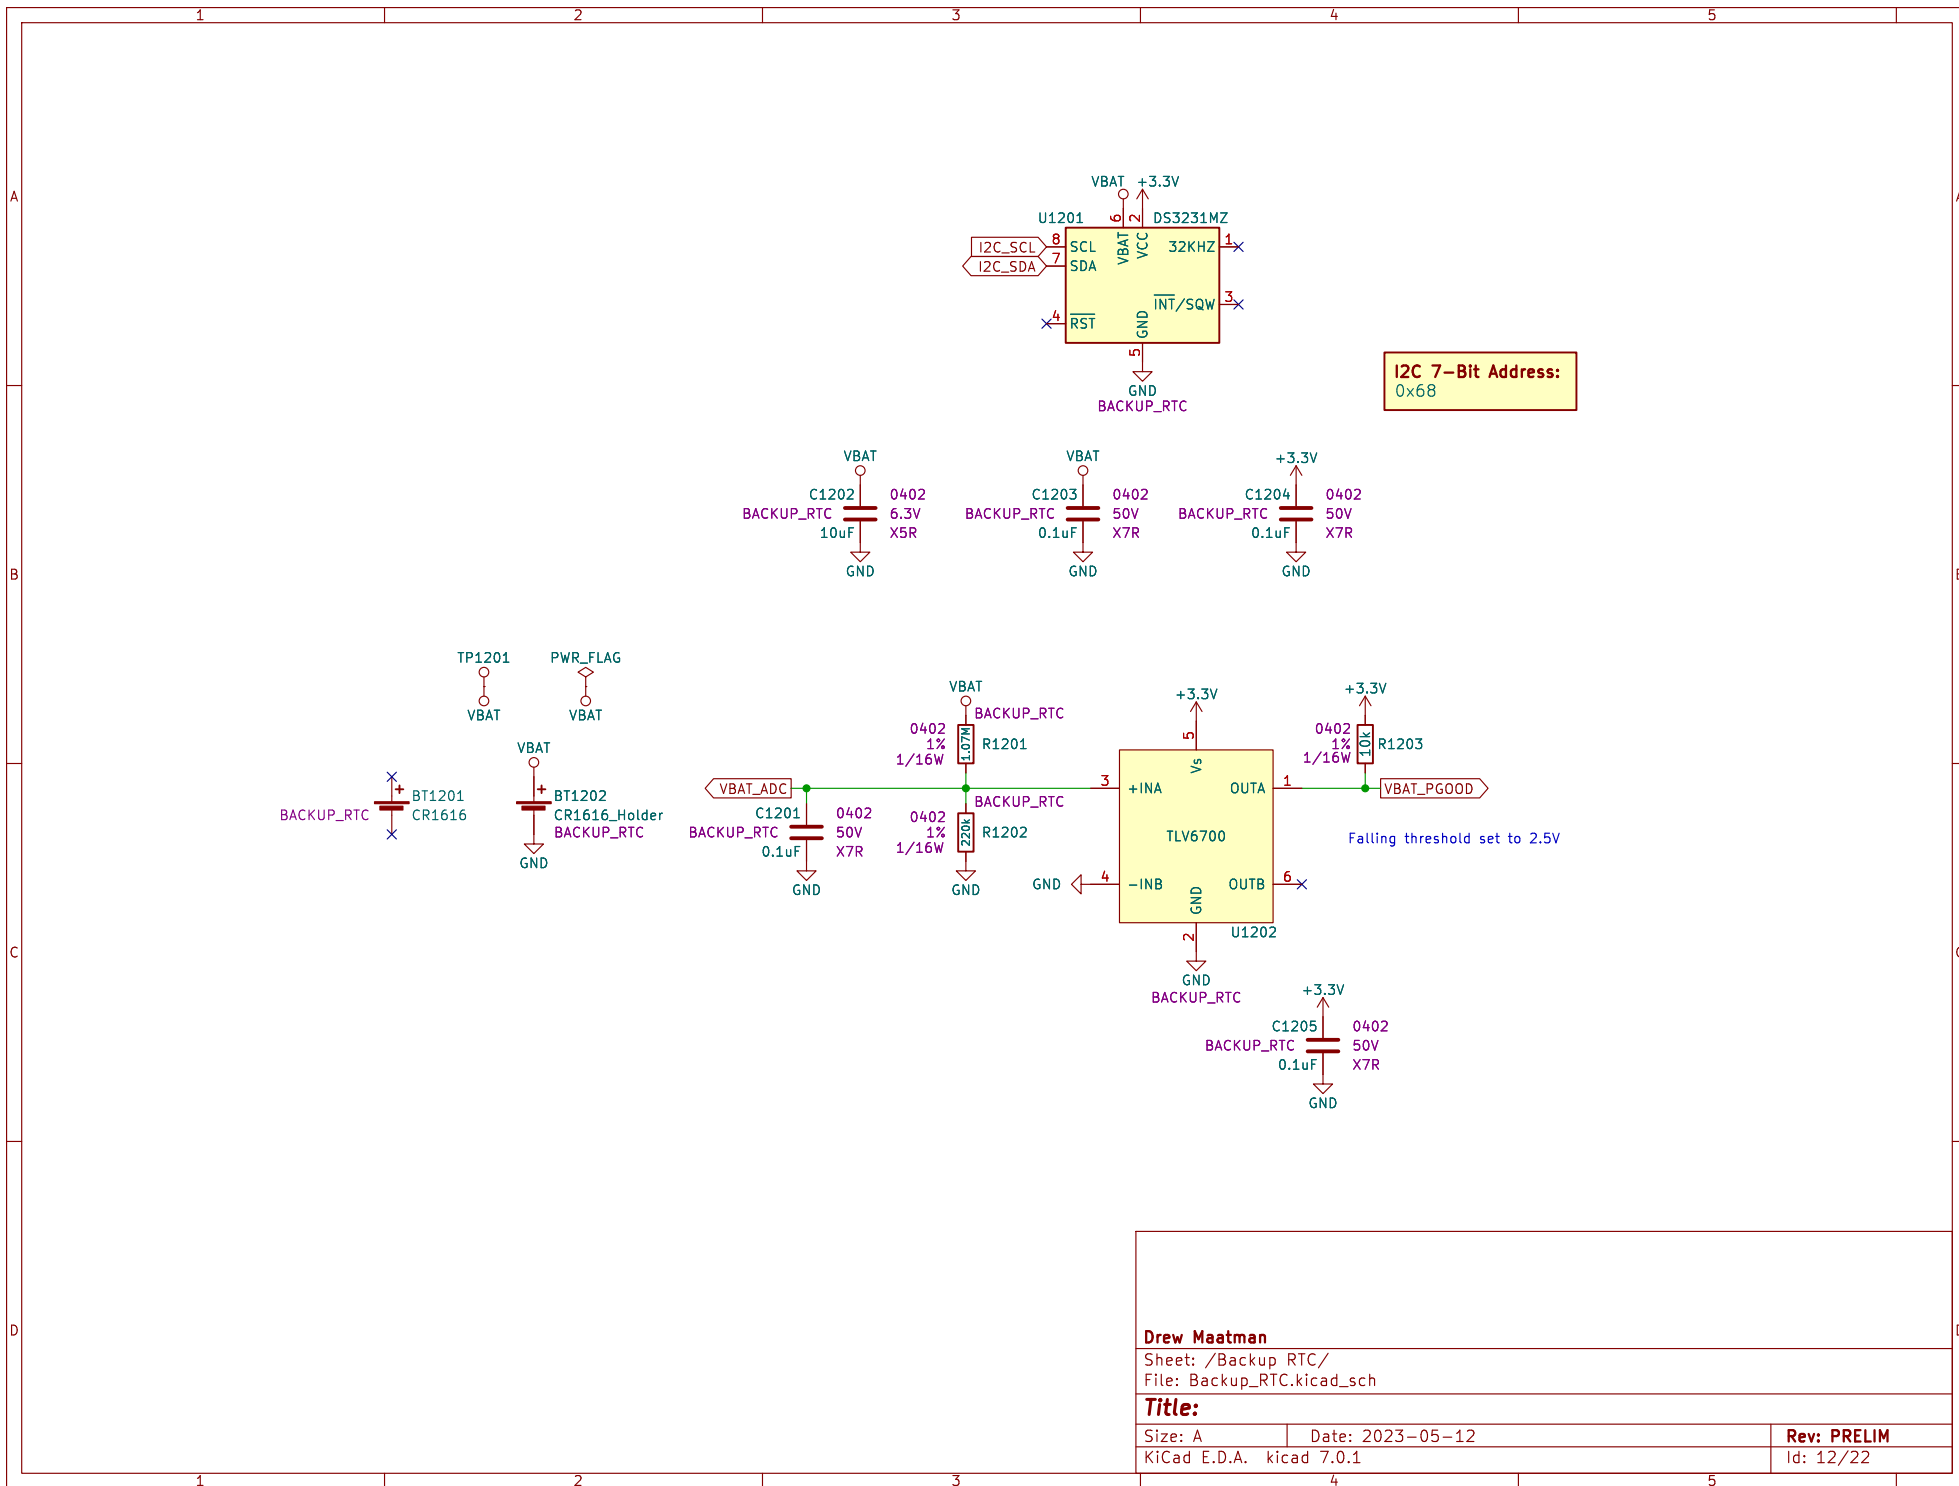 1 2 3 4 5
A
VBAT +3.3V
6 2
U1201 DS3231MZ
I2C_SCL 8 SCL VBAT VCC 32KHZ 1
I2C_SDA 7 SDA
INT/SQW 3
4 RST GND
5
GND
BACKUP_RTC
I2C 7-Bit Address:
0x68
VBAT VBAT +3.3V
C1202 0402 C1203 0402 C1204 0402
BACKUP_RTC 6.3V BACKUP_RTC 50V BACKUP_RTC 50V
10uF X5R 0.1uF X7R 0.1uF X7R
GND GND GND
B
TP1201 PWR_FLAG
VBAT VBAT
VBAT
BT1201
CR1616
BACKUP_RTC
+
BT1202
CR1616_Holder
BACKUP_RTC
+
GND
VBAT
BACKUP_RTC
0402
1%
1/16W
1.07M
R1201
VBAT_ADC
C1201 0402
BACKUP_RTC 50V
0.1uF X7R
GND
BACKUP_RTC
0402
1%
1/16W
220k
R1202
GND
+3.3V
5
Vs
3 +INA OUTA 1
TLV6700
GND 4 -INB OUTB 6
GND
U1202
2
GND
BACKUP_RTC
+3.3V
0402
1%
1/16W
10k
R1203
VBAT_PGOOD
Falling threshold set to 2.5V
C
+3.3V
C1205 0402
BACKUP_RTC 50V
0.1uF X7R
GND
D
Drew Maatman
Sheet: /Backup RTC/
File: Backup_RTC.kicad_sch
Title:
Size: A Date: 2023-05-12 Rev: PRELIM
KiCad E.D.A. kicad 7.0.1 Id: 12/22
1 2 3 4 5